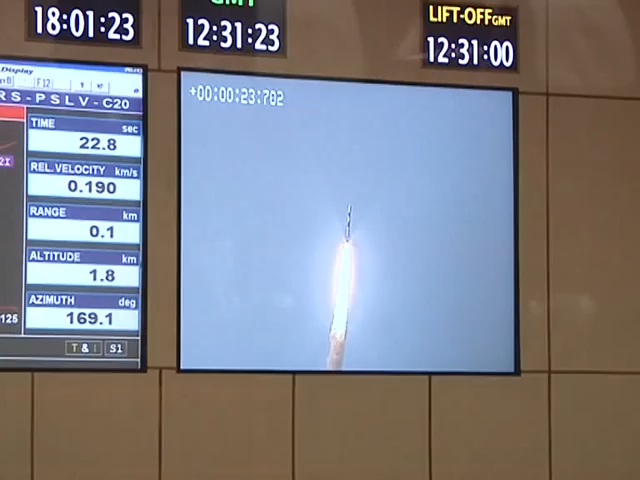 18:01:23
GMT
12:31:23
LIFT-OFF GMT
12:31:00
Display
F12
RS-PSLV-C20
+00:00:23:702
TIME sec
22.8
REL.VELOCITY km/s
0.190
RANGE km
0.1
ALTITUDE km
1.8
AZIMUTH deg
169.1
125
T & I S1